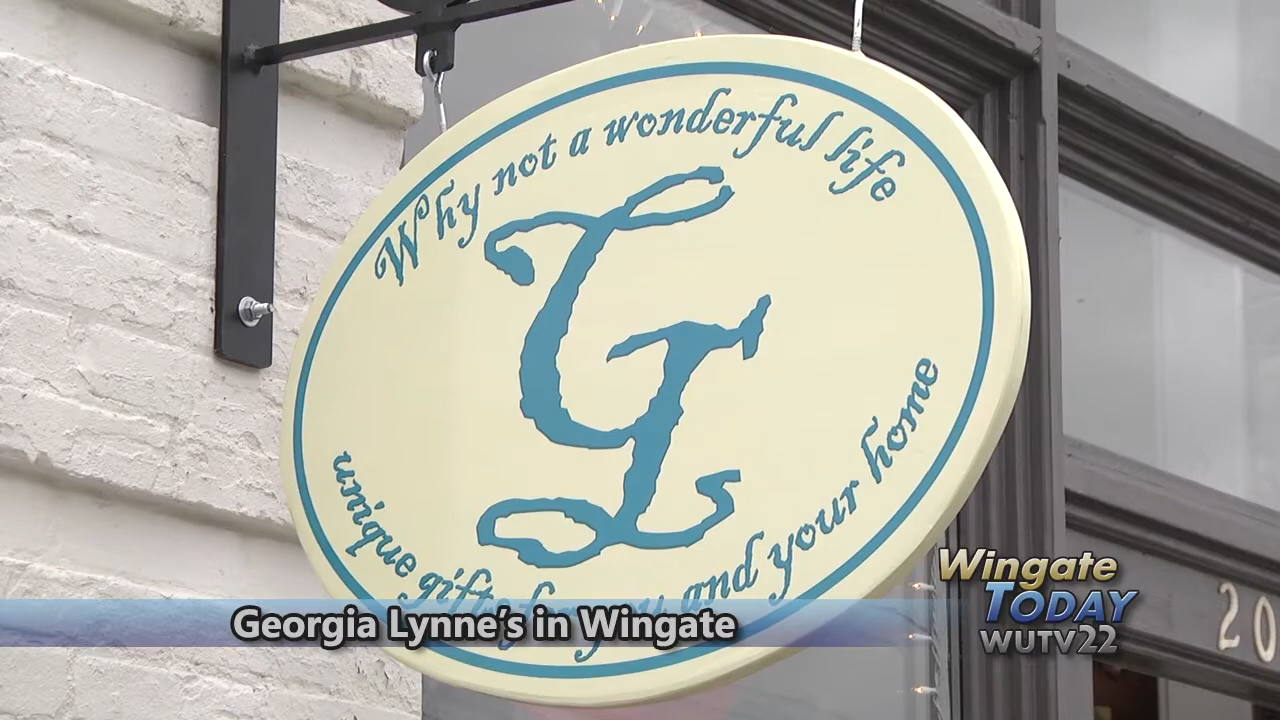 Why not a wonderful life
GL
unique gifts for you and your home
Georgia Lynne's in Wingate
Wingate
TODAY
WUTV22
20